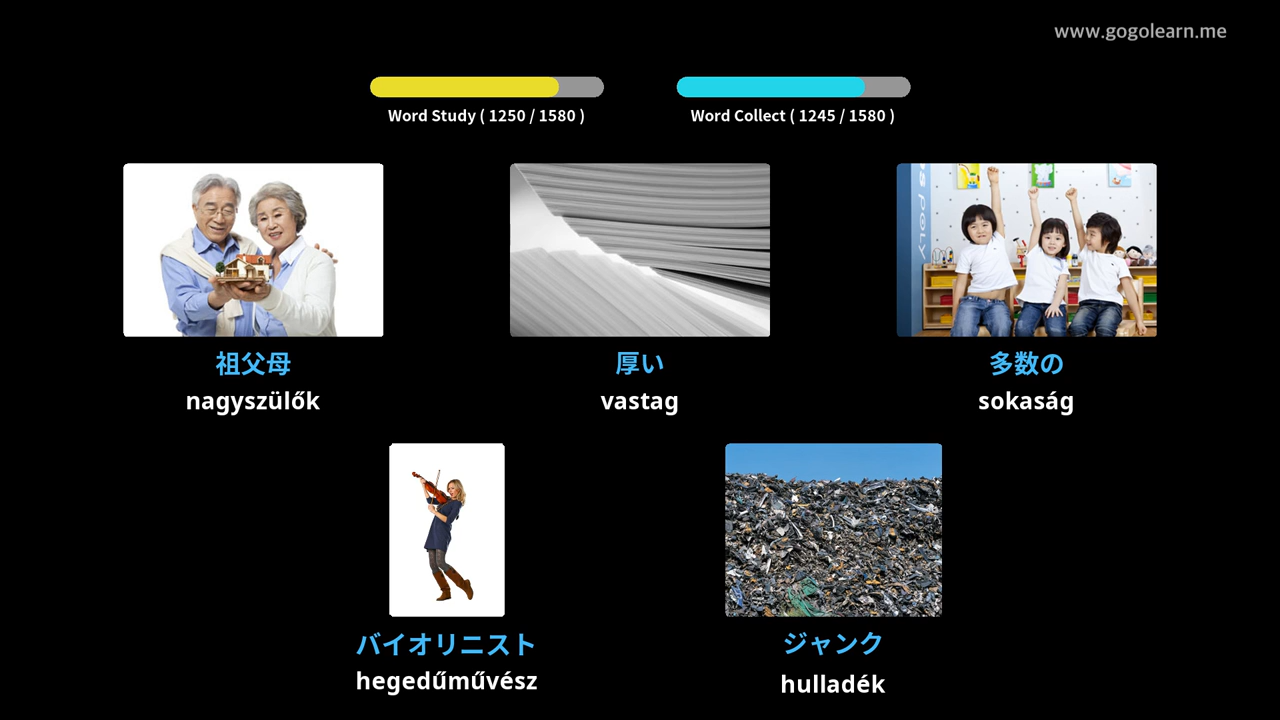 www.gogolearn.me
Word Study ( 1250 / 1580 )
Word Collect ( 1245 / 1580 )
祖父母
nagyszülők
厚い
vastag
多数の
sokaság
バイオリニスト
hegedűművész
ジャンク
hulladék